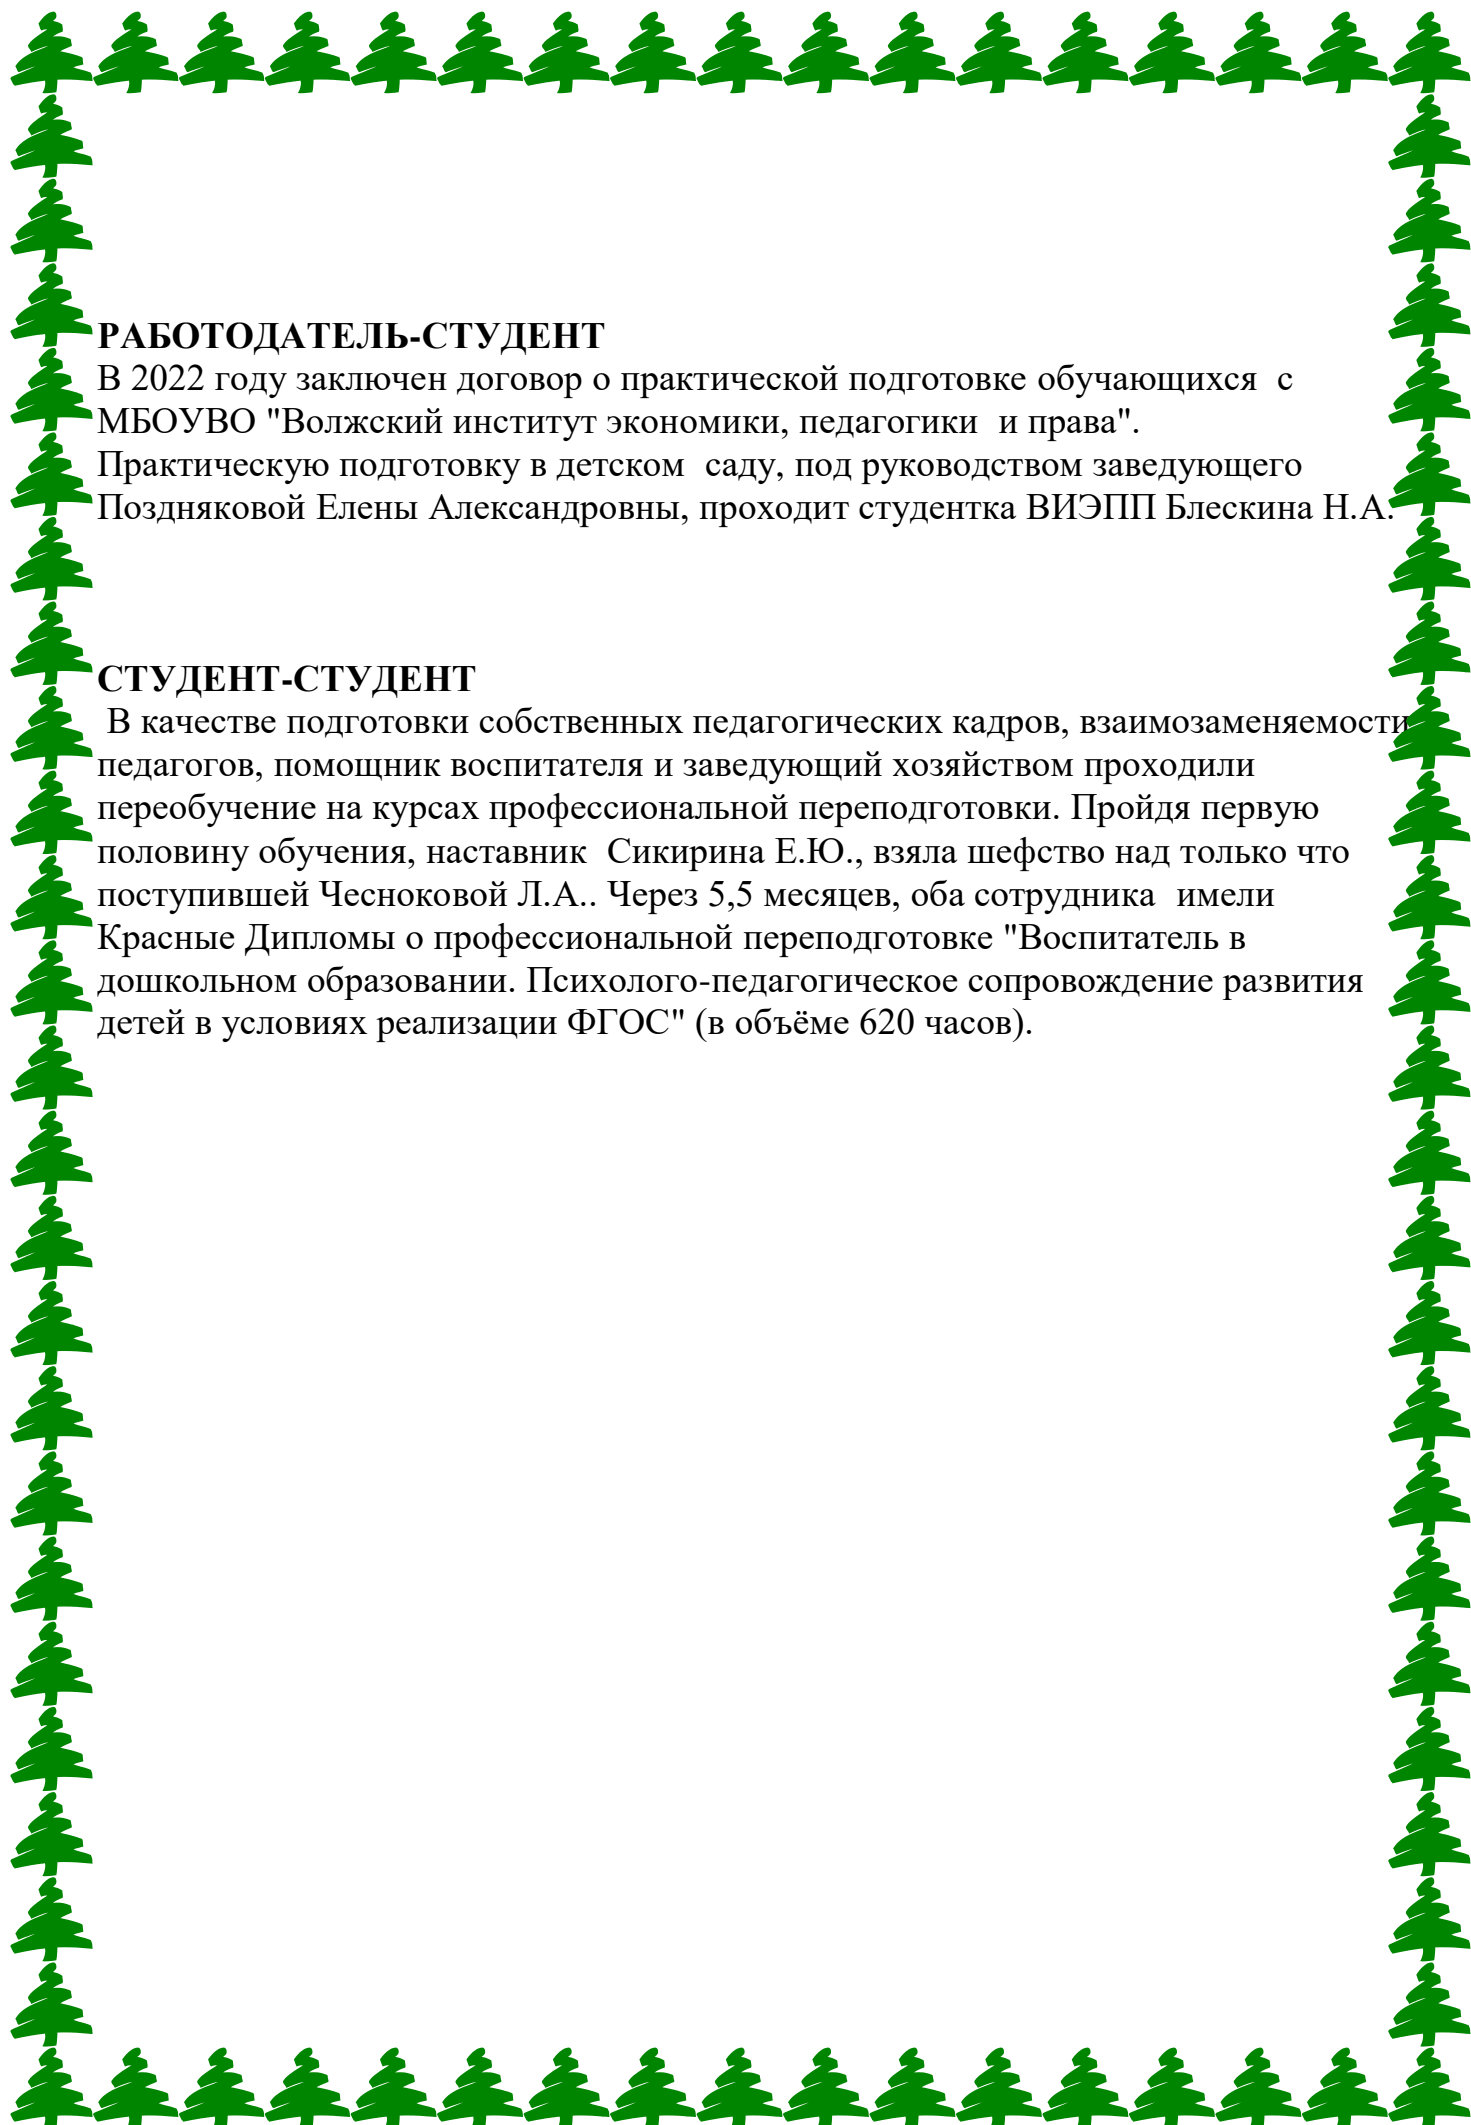 РАБОТОДАТЕЛЬ-СТУДЕНТ
В 2022 году заключен договор о практической подготовке обучающихся  с
МБОУВО "Волжский институт экономики, педагогики  и права".
Практическую подготовку в детском  саду, под руководством заведующего
Поздняковой Елены Александровны, проходит студентка ВИЭПП Блескина Н.А.
СТУДЕНТ-СТУДЕНТ
В качестве подготовки собственных педагогических кадров, взаимозаменяемости
педагогов, помощник воспитателя и заведующий хозяйством проходили
переобучение на курсах профессиональной переподготовки. Пройдя первую
половину обучения, наставник  Сикирина Е.Ю., взяла шефство над только что
поступившей Чесноковой Л.А.. Через 5,5 месяцев, оба сотрудника  имели
Красные Дипломы о профессиональной переподготовке "Воспитатель в
дошкольном образовании. Психолого-педагогическое сопровождение развития
детей в условиях реализации ФГОС" (в объёме 620 часов).